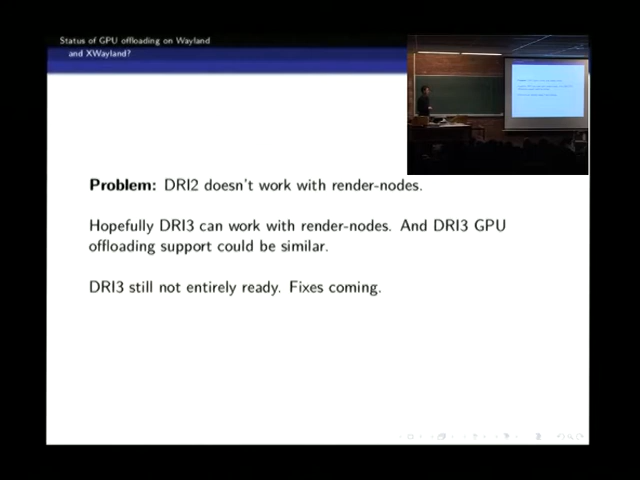 Status of GPU offloading on Wayland
and XWayland?
Problem: DRI2 doesn't work with render-nodes.
Hopefully DRI3 can work with render-nodes. And DRI3 GPU
offloading support could be similar.
DRI3 still not entirely ready. Fixes coming.